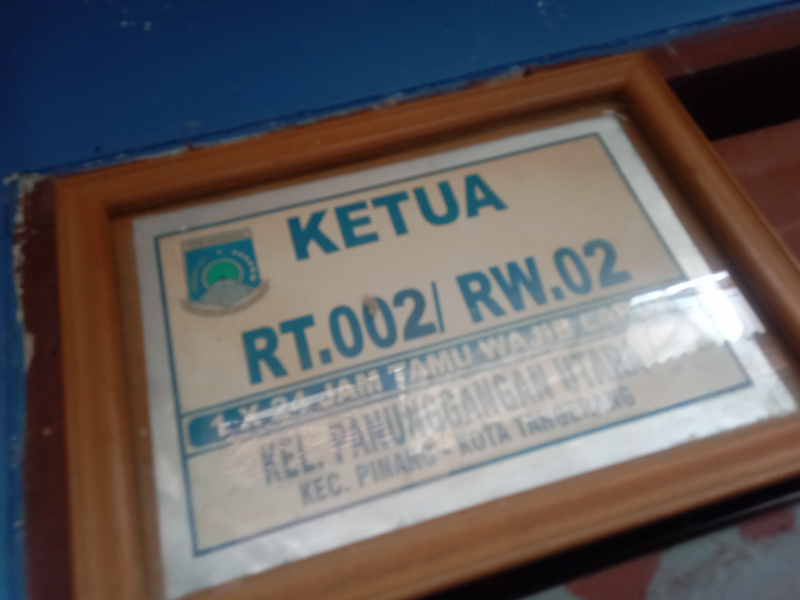 KETUA
RT.002/ RW.02
1 X 24 JAM TAMU WAJIB
KEL. PANUNGGANGAN UTARA
KEC. PINANG - KOTA TANGERANG